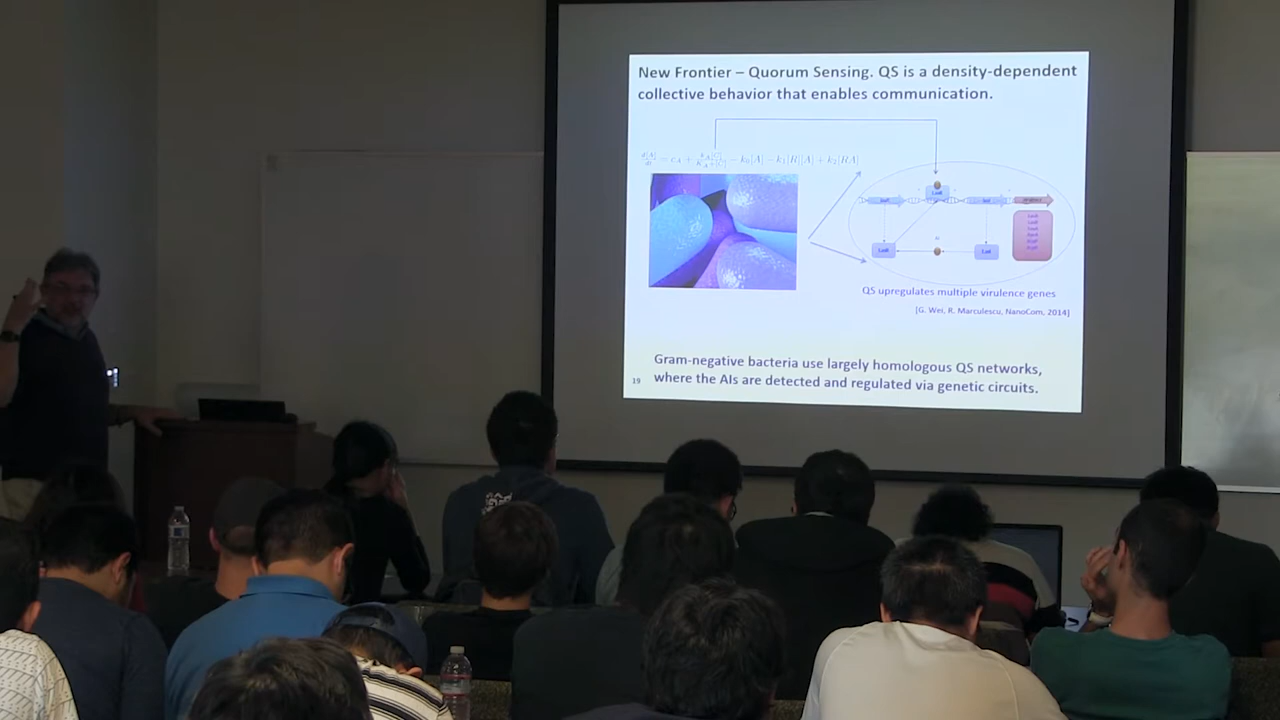 New Frontier – Quorum Sensing. QS is a density-dependent
collective behavior that enables communication.
QS upregulates multiple virulence genes
[G. Wei, R. Marculescu, NanoCom, 2014]
Gram-negative bacteria use largely homologous QS networks,
19 where the AIs are detected and regulated via genetic circuits.